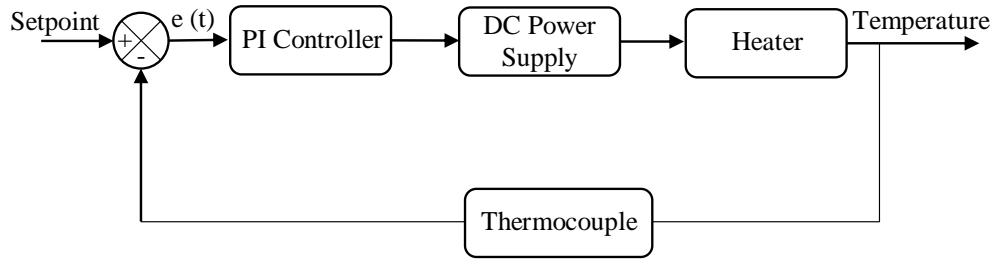 Setpoint
+
-
e (t)
PI Controller
DC Power
Supply
Heater
Temperature
Thermocouple